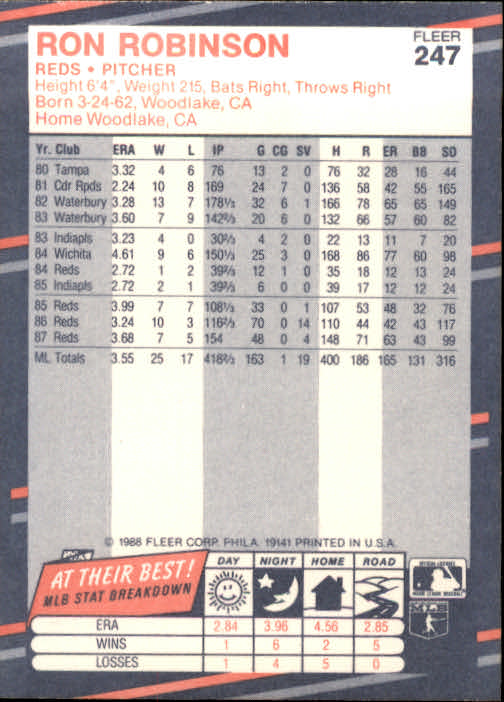 RON ROBINSON
FLEER
247
REDS • PITCHER
Height 6'4", Weight 215, Bats Right, Throws Right
Born 3-24-62, Woodlake, CA
Home Woodlake, CA
Yr. Club ERA W L IP G CG SV H R ER BB SO
80 Tampa 3.32 4 6 76 13 2 0 76 32 28 16 44
81 Cdr Rpds 2.24 10 8 169 24 7 0 136 58 42 55 165
82 Waterbury 3.28 13 7 178⅓ 32 6 1 166 78 65 65 149
83 Waterbury 3.60 7 9 142⅔ 20 6 0 132 66 57 60 82
83 Indiapls 3.23 4 0 30⅔ 4 2 0 22 13 11 7 20
84 Wichita 4.61 9 6 150⅓ 25 3 0 168 86 77 60 98
84 Reds 2.72 1 2 39⅔ 12 1 0 35 18 12 13 24
85 Indiapls 2.72 2 1 39⅔ 6 0 0 35 17 12 13 24
85 Reds 3.99 7 7 108⅓ 33 0 1 107 53 48 32 76
86 Reds 3.24 10 3 116⅔ 70 0 14 110 44 42 43 117
87 Reds 3.68 7 5 154 48 0 4 148 71 63 43 99
ML Totals 3.55 25 17 418⅔ 163 1 19 400 186 165 131 316
© 1988 FLEER CORP. PHILA. 19141 PRINTED IN U.S.A.
AT THEIR BEST!
MLB STAT BREAKDOWN
DAY NIGHT HOME ROAD
ERA 2.84 3.96 4.56 2.85
WINS 1 6 2 5
LOSSES 1 4 5 0